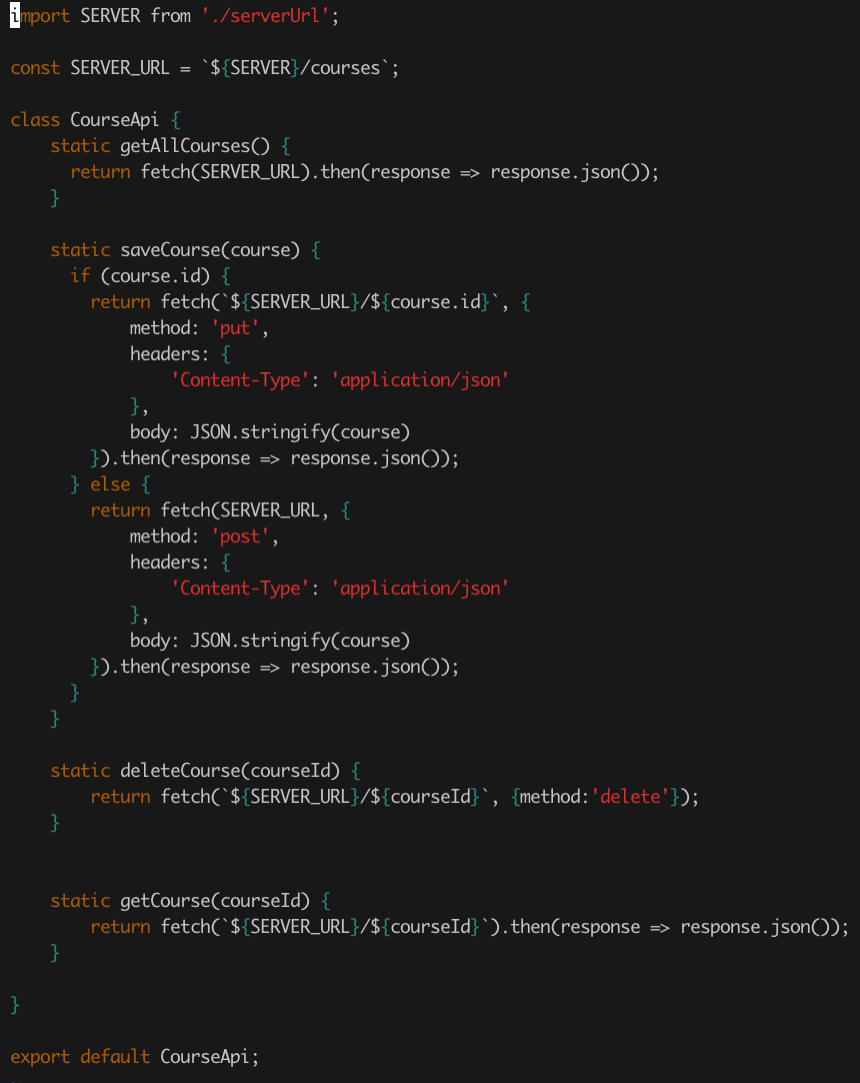 import SERVER from './serverUrl';

const SERVER_URL = `${SERVER}/courses`;

class CourseApi {
    static getAllCourses() {
      return fetch(SERVER_URL).then(response => response.json());
    }

    static saveCourse(course) {
      if (course.id) {
        return fetch(`${SERVER_URL}/${course.id}`, {
            method: 'put',
            headers: {
                'Content-Type': 'application/json'
            },
            body: JSON.stringify(course)
        }).then(response => response.json());
      } else {
        return fetch(SERVER_URL, {
            method: 'post',
            headers: {
                'Content-Type': 'application/json'
            },
            body: JSON.stringify(course)
        }).then(response => response.json());
      }
    }

    static deleteCourse(courseId) {
        return fetch(`${SERVER_URL}/${courseId}`, {method:'delete'});
    }


    static getCourse(courseId) {
        return fetch(`${SERVER_URL}/${courseId}`).then(response => response.json());
    }

}

export default CourseApi;